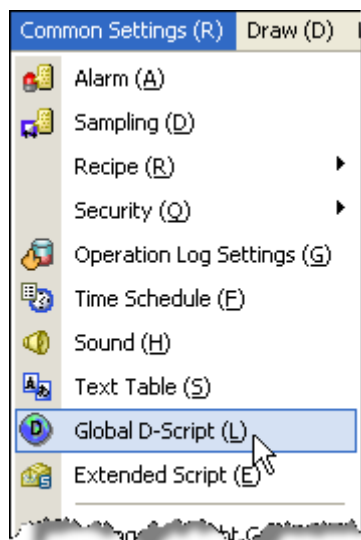 Common Settings (R) Draw (D)
Alarm (A)
Sampling (D)
Recipe (R)
Security (Q)
Operation Log Settings (G)
Time Schedule (F)
Sound (H)
Text Table (S)
Global D-Script (L)
Extended Script (E)